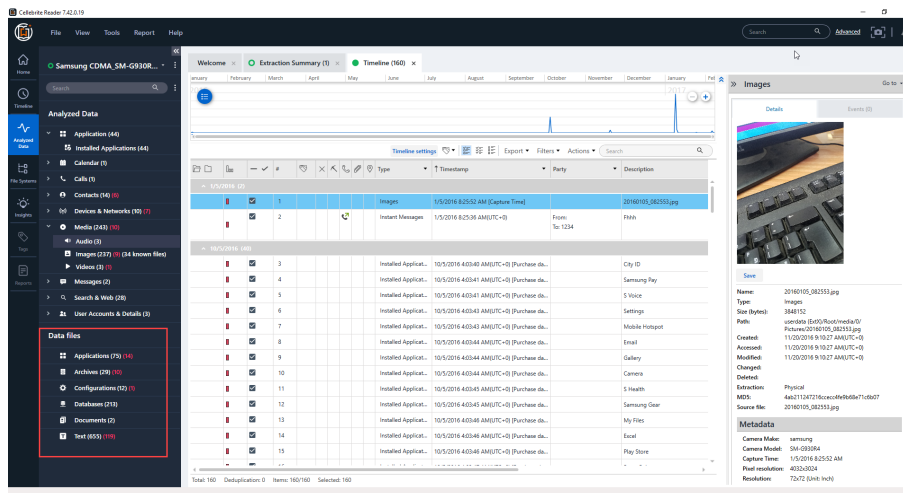 Cellebrite Reader 7.42.0.19
File View Tools Report Help
Search
Advanced
Home
Timeline
Analyzed Data
File Systems
Insights
Tags
Reports
Samsung CDMA_SM-G930R...
Search
Analyzed Data
Application (44)
Installed Applications (44)
Calendar (1)
Calls (1)
Contacts (14) (6)
Devices & Networks (10) (7)
Media (243) (10)
Audio (3)
Images (237) (9) (34 known files)
Videos (3) (1)
Messages (2)
Search & Web (28)
User Accounts & Details (3)
Data files
Applications (75) (14)
Archives (29) (10)
Configurations (12) (1)
Databases (213)
Documents (2)
Text (655) (119)
Welcome × Extraction Summary (1) × Timeline (160) ×
anuary February March April May June July August September October November December January Fel
2017
Timeline settings Export Filters Actions Search
# Type Timestamp Party Description
1/5/2016 (2)
1 Images 1/5/2016 8:25:52 AM [Capture Time] 20160105_082553.jpg
2 Instant Messages 1/5/2016 8:25:36 AM(UTC+0) From: Fhhh
To: 1234
10/5/2016 (40)
3 Installed Applicat... 10/5/2016 4:03:40 AM(UTC+0) [Purchase da... City ID
4 Installed Applicat... 10/5/2016 4:03:41 AM(UTC+0) [Purchase da... Samsung Pay
5 Installed Applicat... 10/5/2016 4:03:41 AM(UTC+0) [Purchase da... S Voice
6 Installed Applicat... 10/5/2016 4:03:43 AM(UTC+0) [Purchase da... Settings
7 Installed Applicat... 10/5/2016 4:03:43 AM(UTC+0) [Purchase da... Mobile Hotspot
8 Installed Applicat... 10/5/2016 4:03:44 AM(UTC+0) [Purchase da... Email
9 Installed Applicat... 10/5/2016 4:03:44 AM(UTC+0) [Purchase da... Gallery
10 Installed Applicat... 10/5/2016 4:03:44 AM(UTC+0) [Purchase da... Camera
11 Installed Applicat... 10/5/2016 4:03:45 AM(UTC+0) [Purchase da... S Health
12 Installed Applicat... 10/5/2016 4:03:45 AM(UTC+0) [Purchase da... Samsung Gear
13 Installed Applicat... 10/5/2016 4:03:46 AM(UTC+0) [Purchase da... My Files
14 Installed Applicat... 10/5/2016 4:03:46 AM(UTC+0) [Purchase da... Excel
15 Installed Applicat... 10/5/2016 4:03:46 AM(UTC+0) [Purchase da... Play Store
Total: 160 Deduplication: 0 Items: 160/160 Selected: 160
Images Go to
Details Events (0)
Save
Name: 20160105_082553.jpg
Type: Images
Size (bytes): 3848152
Path: userdata (ExtX)/Root/media/0/
Pictures/20160105_082553.jpg
Created: 11/20/2016 9:10:27 AM(UTC+0)
Accessed: 11/20/2016 9:10:27 AM(UTC+0)
Modified: 11/20/2016 9:10:27 AM(UTC+0)
Changed:
Deleted:
Extraction: Physical
MD5:
Source file: 20160105_082553.jpg
Metadata
Camera Make: samsung
Camera Model: SM-G930R4
Capture Time: 1/5/2016 8:25:52 AM
Pixel resolution: 4032x3024
Resolution: 72x72 (Unit: Inch)